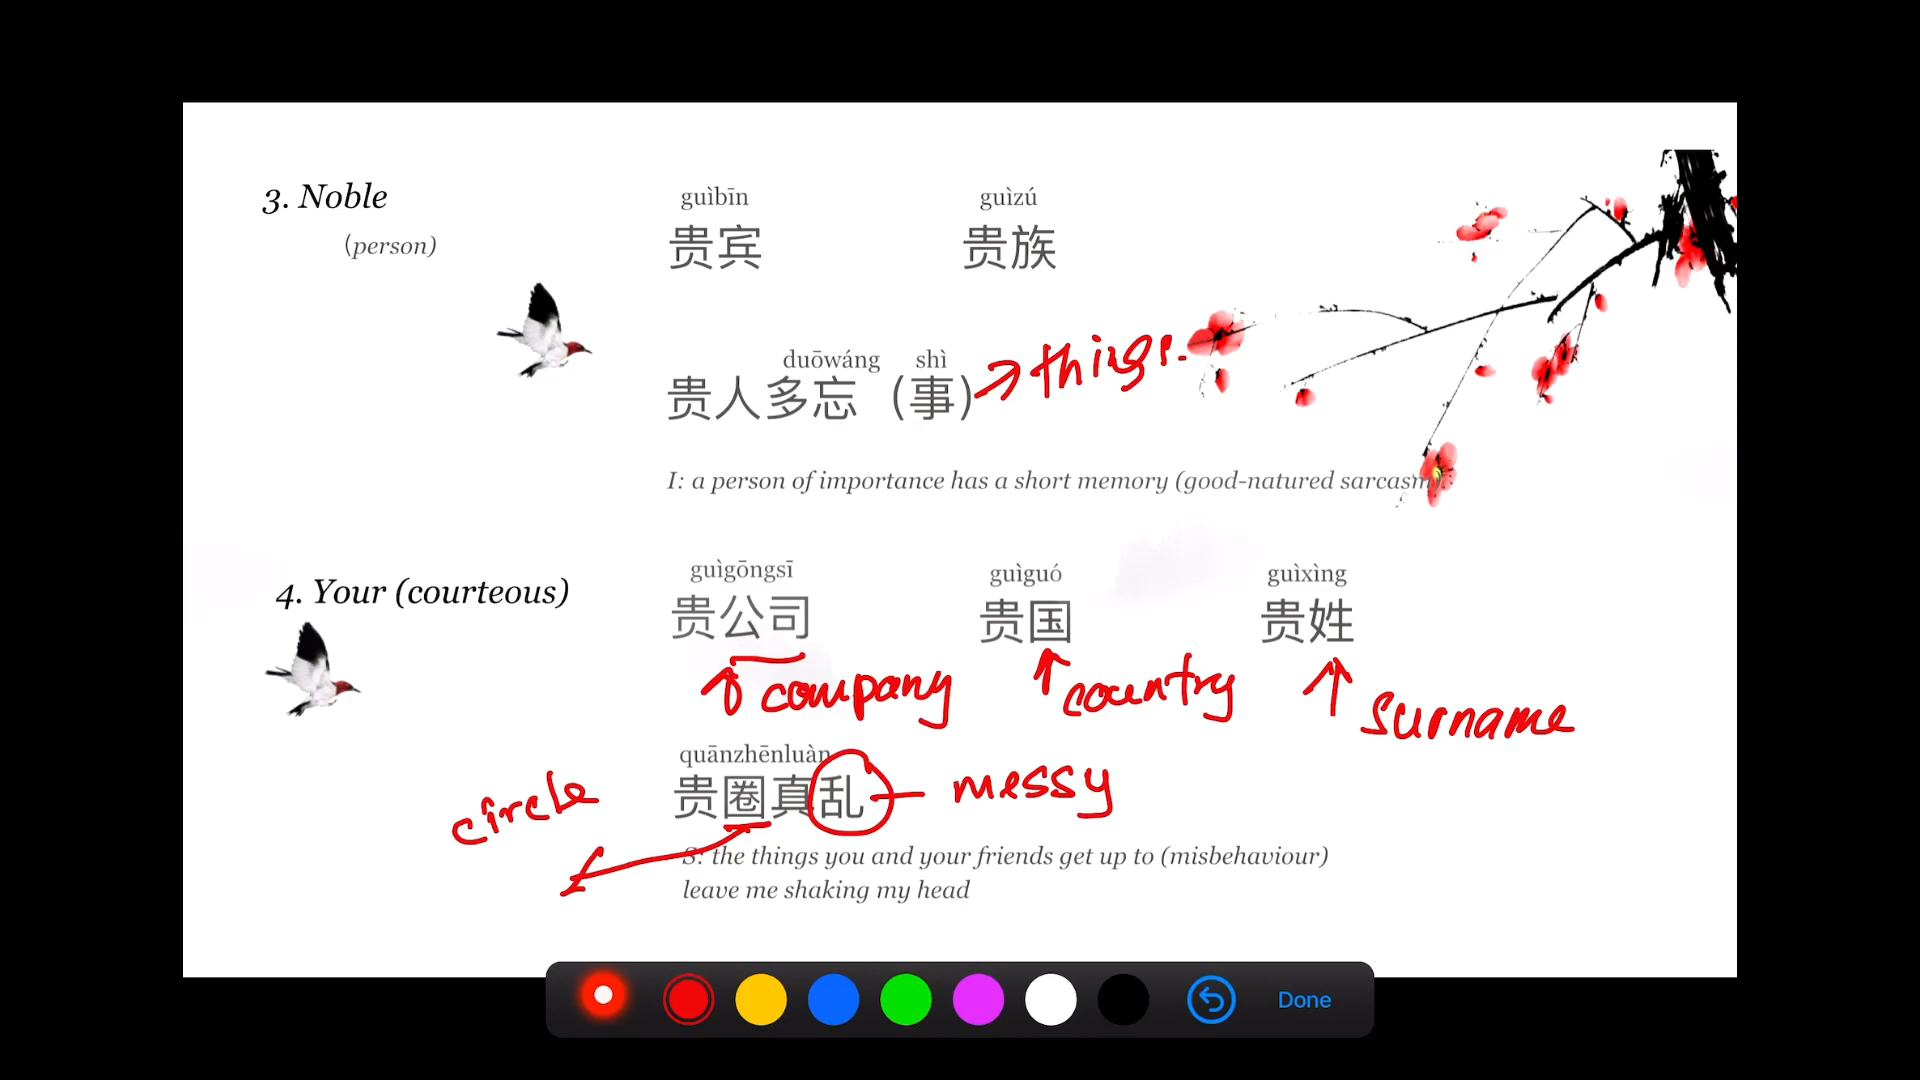 3. Noble
(person)
guìbīn guìzú
贵宾 贵族
duōwáng shì
贵人多忘（事） things.
I: a person of importance has a short memory (good-natured sarcasm)
4. Your (courteous)
guìgōngsī guìguó guìxìng
贵公司 贵国 贵姓
company country surname
quānzhēnluàn
circle 贵圈真乱 messy
S: the things you and your friends get up to (misbehaviour)
leave me shaking my head
Done